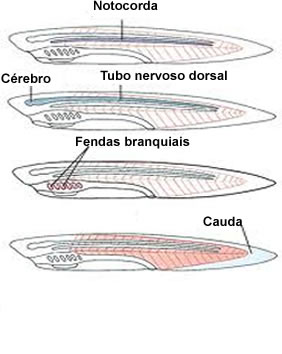 Notocorda
Cérebro
Tubo nervoso dorsal
Fendas branquiais
Cauda